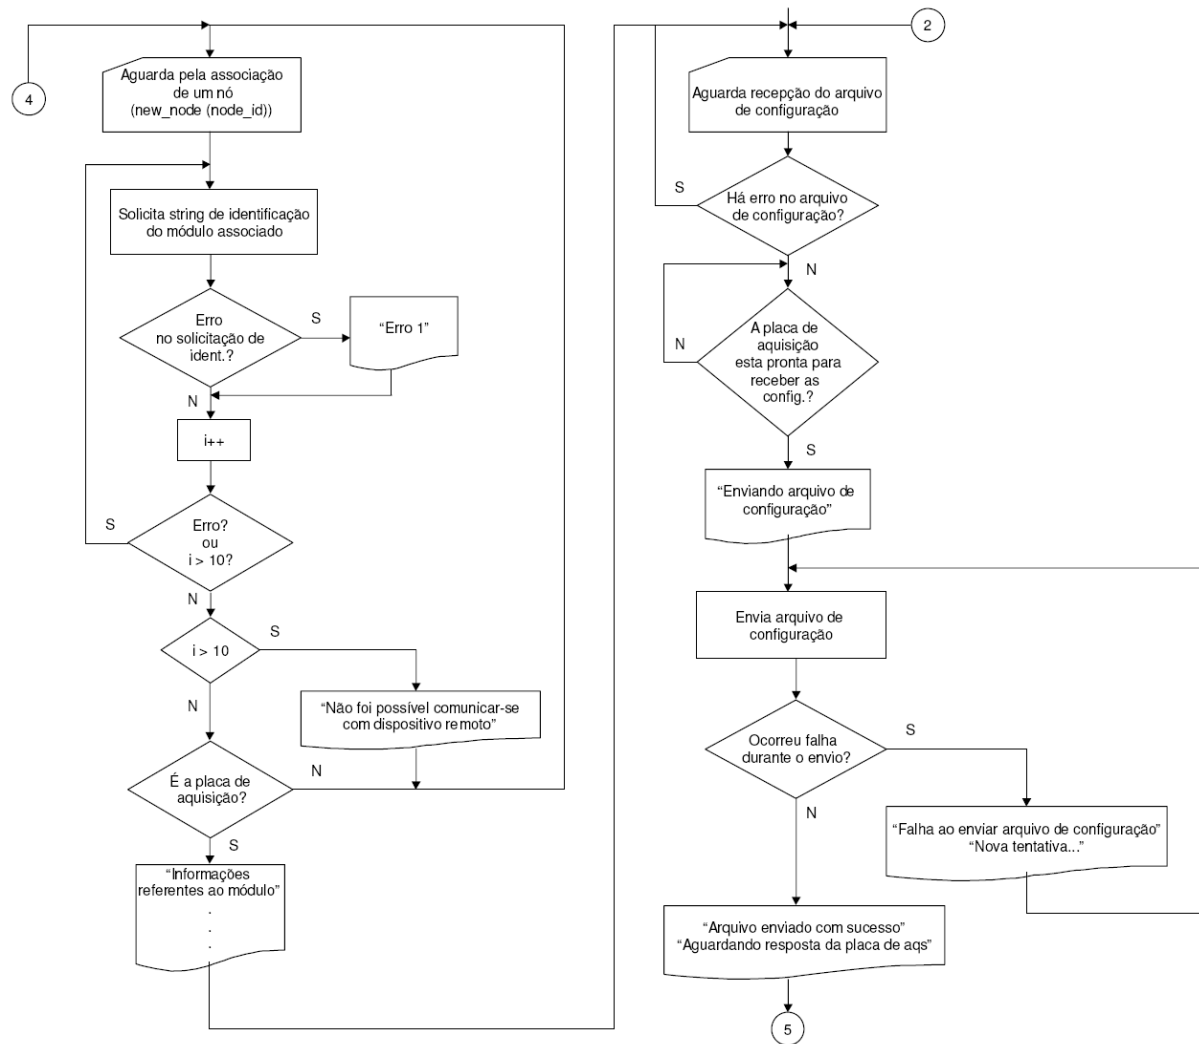 4
Aguarda pela associação
de um nó
(new_node (node_id))
Solicita string de identificação
do módulo associado
Erro
no solicitação de
ident.?
S
“Erro 1”
N
i++
Erro?
ou
i > 10?
S
N
i > 10
S
N
“Não foi possível comunicar-se
com dispositivo remoto”
É a placa de
aquisição?
N
S
“Informações
referentes ao módulo”
.
.
.
.
2
Aguarda recepção do arquivo
de configuração
S
Há erro no arquivo
de configuração?
N
A placa de
aquisição
esta pronta para
receber as
config.?
N
S
“Enviando arquivo de
configuração”
Envia arquivo de
configuração
Ocorreu falha
durante o envio?
S
N
“Falha ao enviar arquivo de configuração”
“Nova tentativa...”
“Arquivo enviado com sucesso”
“Aguardando resposta da placa de aqs”
5